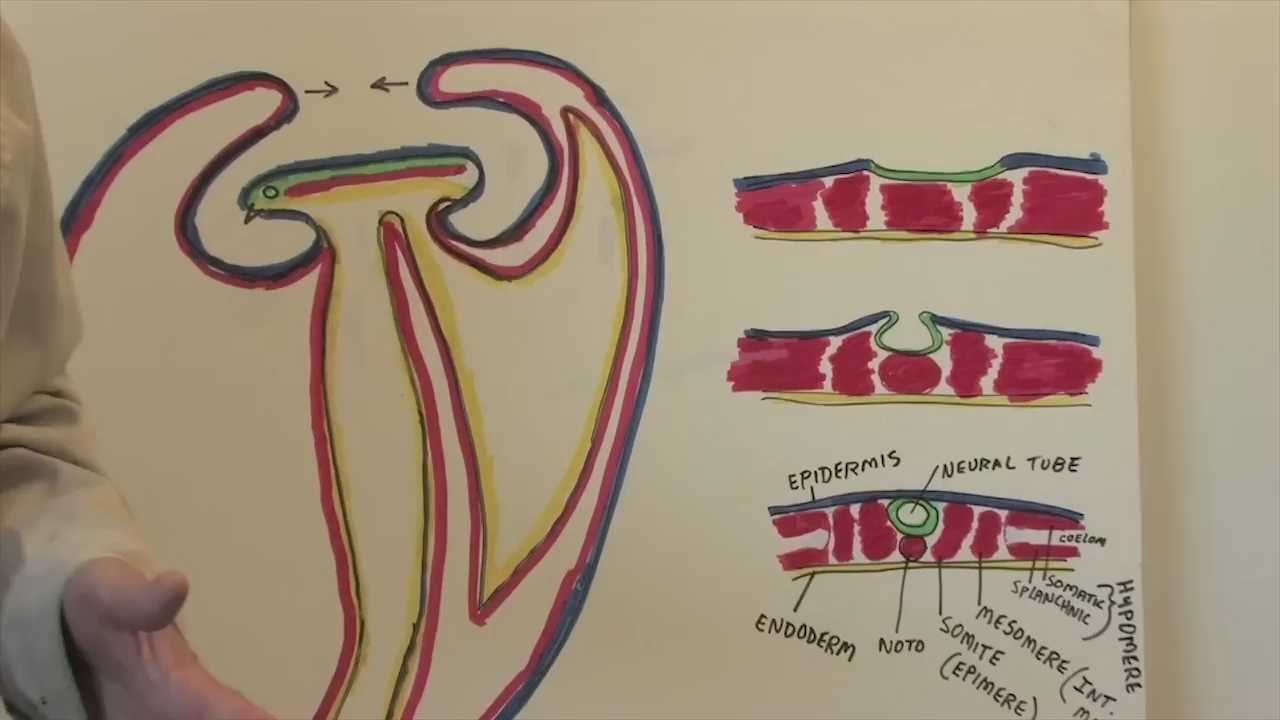 EPIDERMIS
NEURAL TUBE
COELOM
SOMATIC
SPLANCHNIC
HYPOMERE
ENDODERM
NOTO
SOMITE
(EPIMERE)
MESOMERE
(INT.